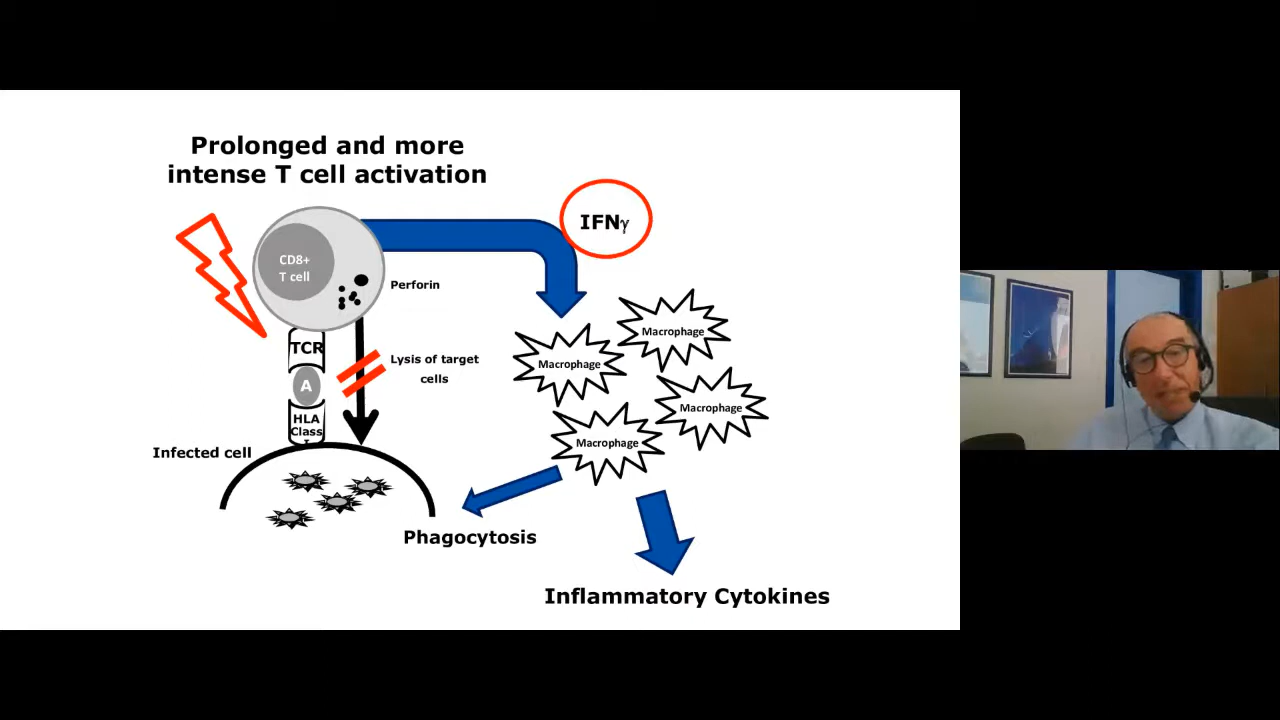 Prolonged and more
intense T cell activation
IFNγ
CD8+
T cell
Perforin
TCR
Lysis of target
cells
A
HLA
Class
I
Infected cell
Macrophage
Macrophage
Macrophage
Macrophage
Phagocytosis
Inflammatory Cytokines